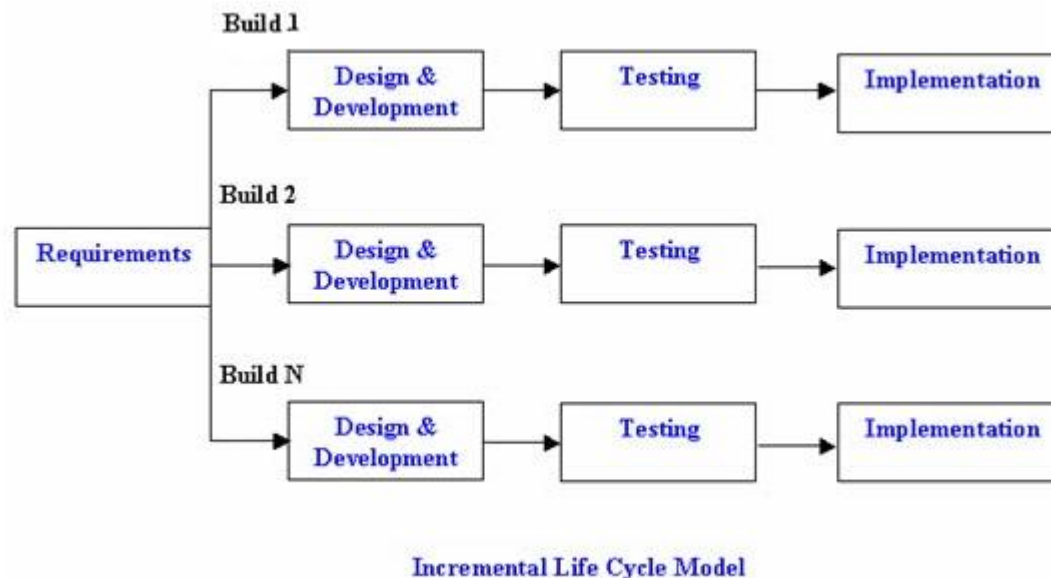 Build 1
Design &
Development
Testing
Implementation
Build 2
Requirements
Design &
Development
Testing
Implementation
Build N
Design &
Development
Testing
Implementation
Incremental Life Cycle Model